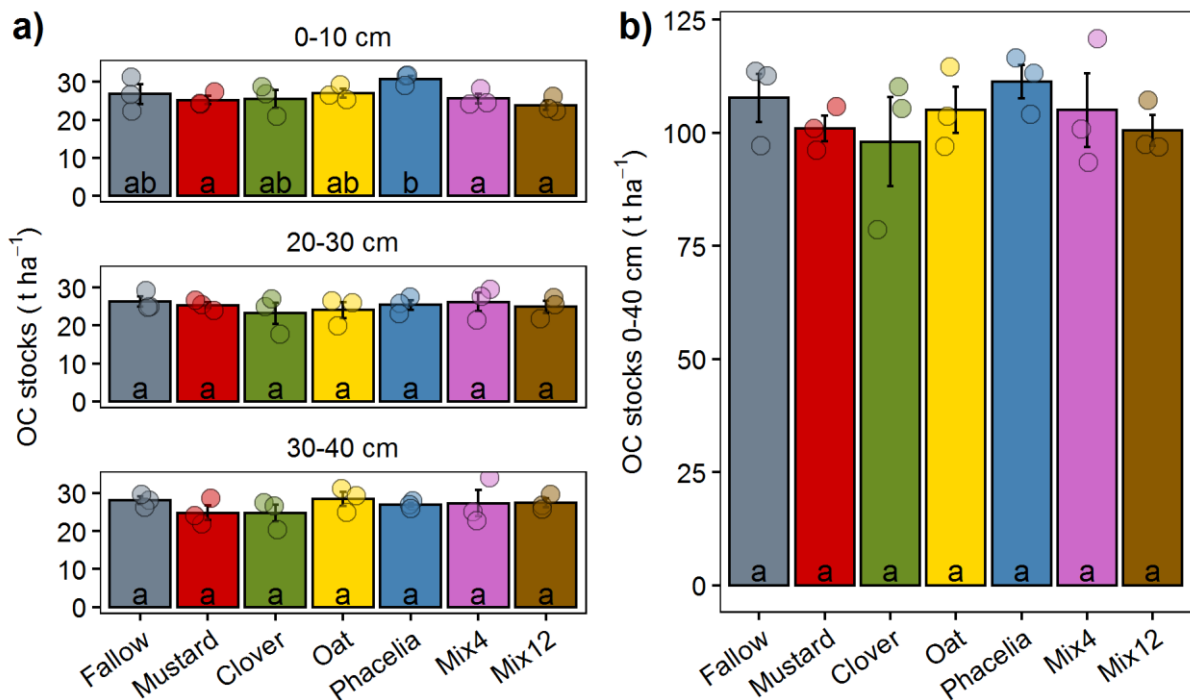 a)
0-10 cm
30
20
10
0
ab a ab ab b a a
20-30 cm
30
20
10
0
a a a a a a a
30-40 cm
30
20
10
0
a a a a a a a
OC stocks ( t ha⁻¹)
Fallow Mustard Clover Oat Phacelia Mix4 Mix12
b)
125
100
75
50
25
0
a a a a a a a
OC stocks 0-40 cm ( t ha⁻¹)
Fallow Mustard Clover Oat Phacelia Mix4 Mix12